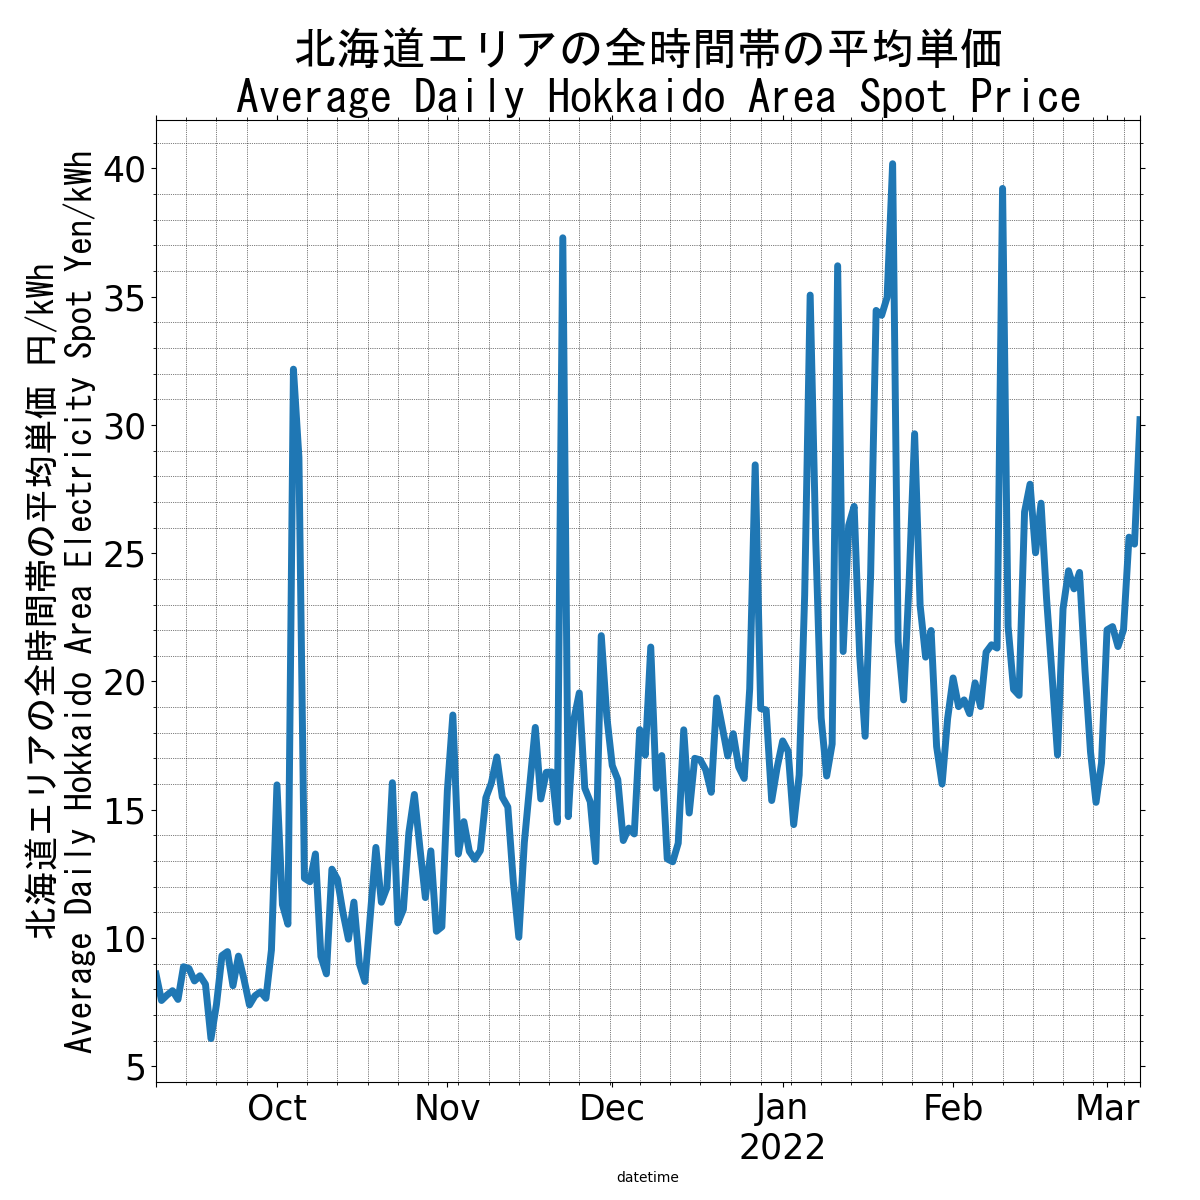 北海道エリアの全時間帯の平均単価
Average Daily Hokkaido Area Spot Price
北海道エリアの全時間帯の平均単価 円/kWh
Average Daily Hokkaido Area Electricity Spot Yen/kWh
40
35
30
25
20
15
10
5
Oct
Nov
Dec
Jan
2022
Feb
Mar
datetime